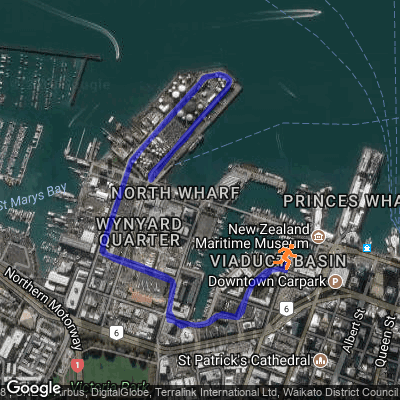 St Marys Bay
NORTH WHARF
PRINCES WHA
WYNYARD
QUARTER
New Zealand
Maritime Museum
VIADUCT BASIN
Downtown Carpark
P
Northern Motorway
6
6
Albert St
Queen St
St Patrick's Cathedral
1
Victoria Park
Google
DigitalGlobe, Terralink International Ltd, Waikato District Council